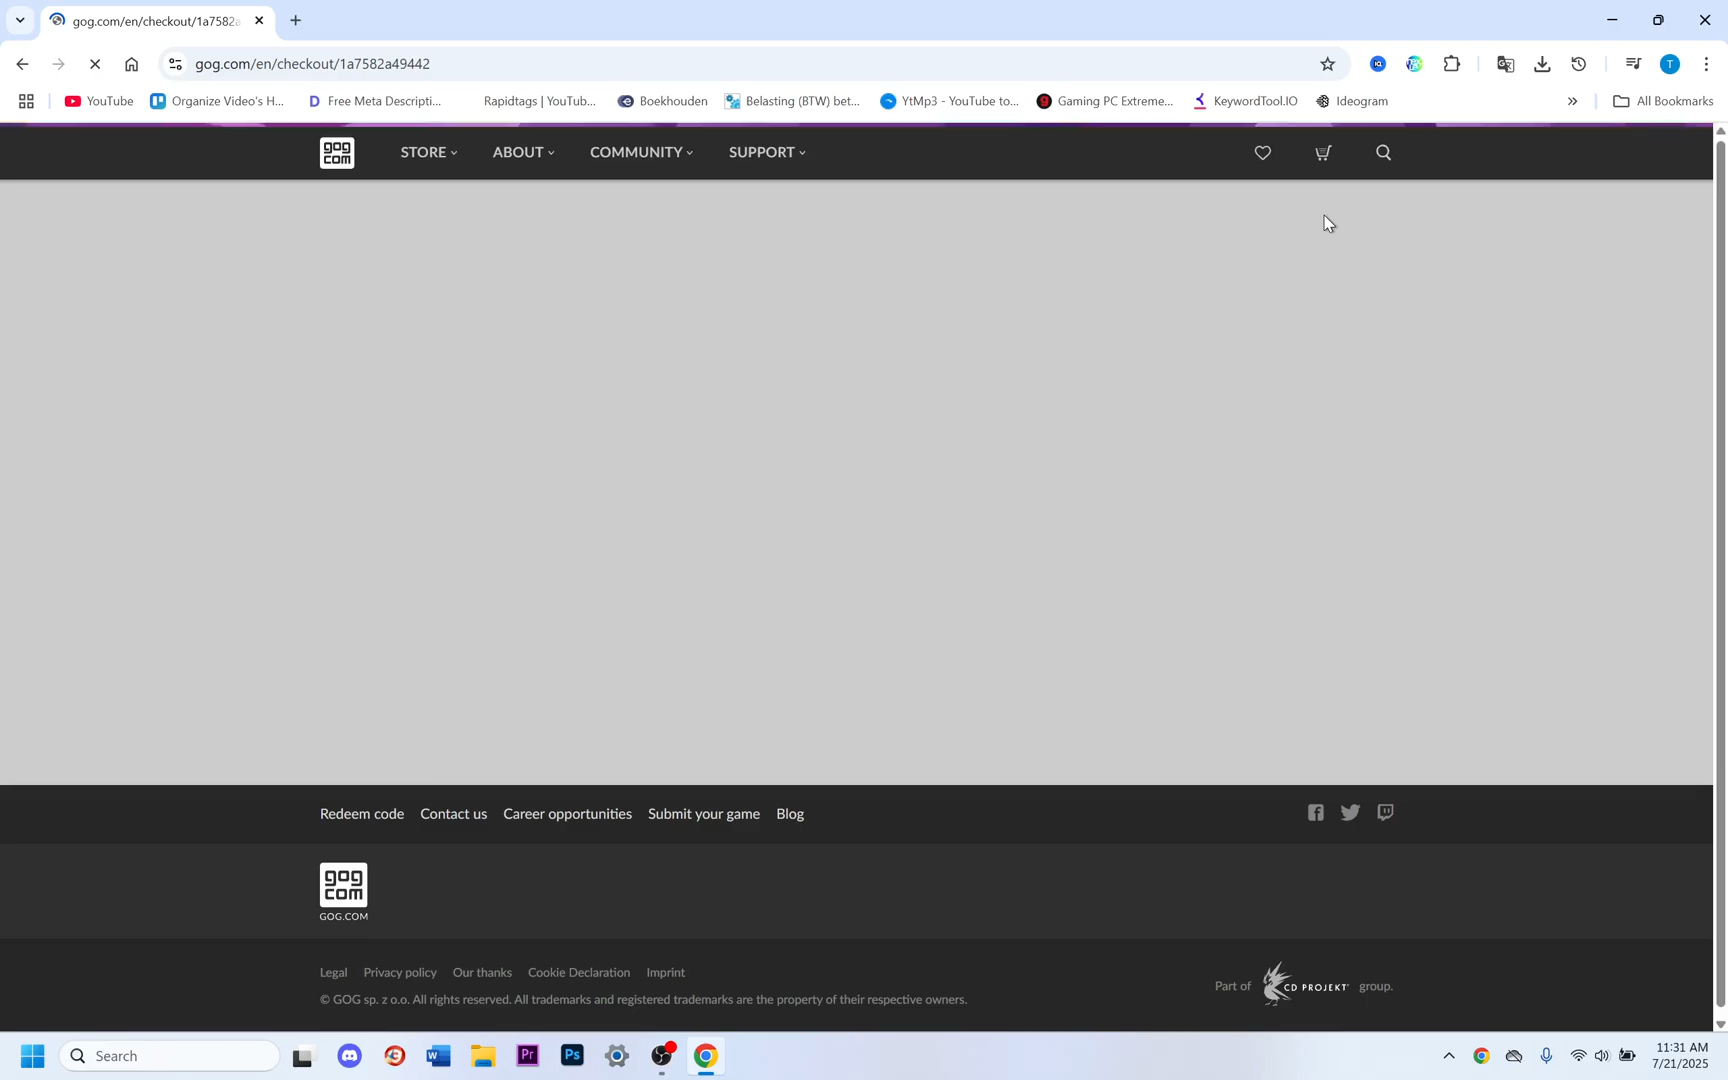 gog.com/en/checkout/1a7582a
gog.com/en/checkout/1a7582a49442
T
YouTube
Organize Video's H...
Free Meta Descripti...
Rapidtags | YouTub...
Boekhouden
Belasting (BTW) bet...
YtMp3 - YouTube to...
Gaming PC Extreme...
KeywordTool.IO
Ideogram
All Bookmarks
gog
com
STORE
ABOUT
COMMUNITY
SUPPORT
Redeem code
Contact us
Career opportunities
Submit your game
Blog
gog
com
GOG.COM
Legal
Privacy policy
Our thanks
Cookie Declaration
Imprint
© GOG sp. z o.o. All rights reserved. All trademarks and registered trademarks are the property of their respective owners.
Part of CD PROJEKT group.
Search
Pr
Ps
11:31 AM
7/21/2025